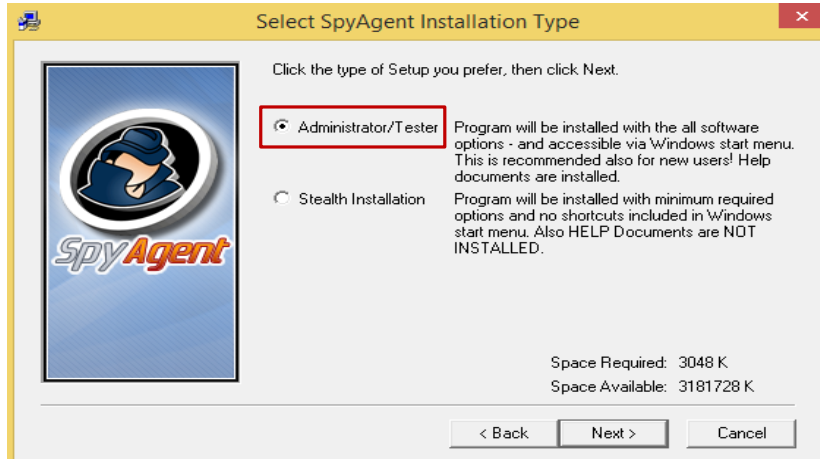 Select SpyAgent Installation Type
Click the type of Setup you prefer, then click Next.
Administrator/Tester
Program will be installed with the all software
options - and accessible via Windows start menu.
This is recommended also for new users! Help
documents are installed.
Stealth Installation
Program will be installed with minimum required
options and no shortcuts included in Windows
start menu. Also HELP Documents are NOT
INSTALLED.
SpyAgent
Space Required: 3048 K
Space Available: 3181728 K
< Back Next > Cancel